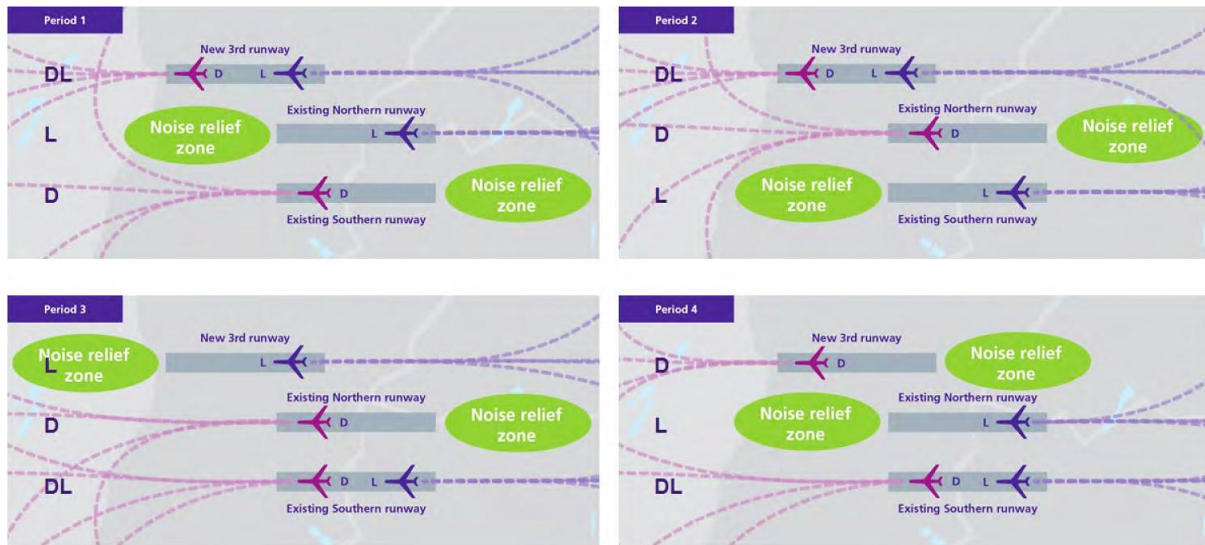 Period 1
New 3rd runway
DL D L
Existing Northern runway
Noise relief
zone
L L
D D
Noise relief
zone
Existing Southern runway
Period 2
New 3rd runway
DL D L
Existing Northern runway
D D
Noise relief
zone
Noise relief
zone
L L
Existing Southern runway
Period 3
New 3rd runway
Noise relief
L L
zone
Existing Northern runway
D D
Noise relief
zone
DL D L
Existing Southern runway
Period 4
New 3rd runway
D D
Noise relief
zone
Existing Northern runway
Noise relief
zone
L L
DL D L
Existing Southern runway